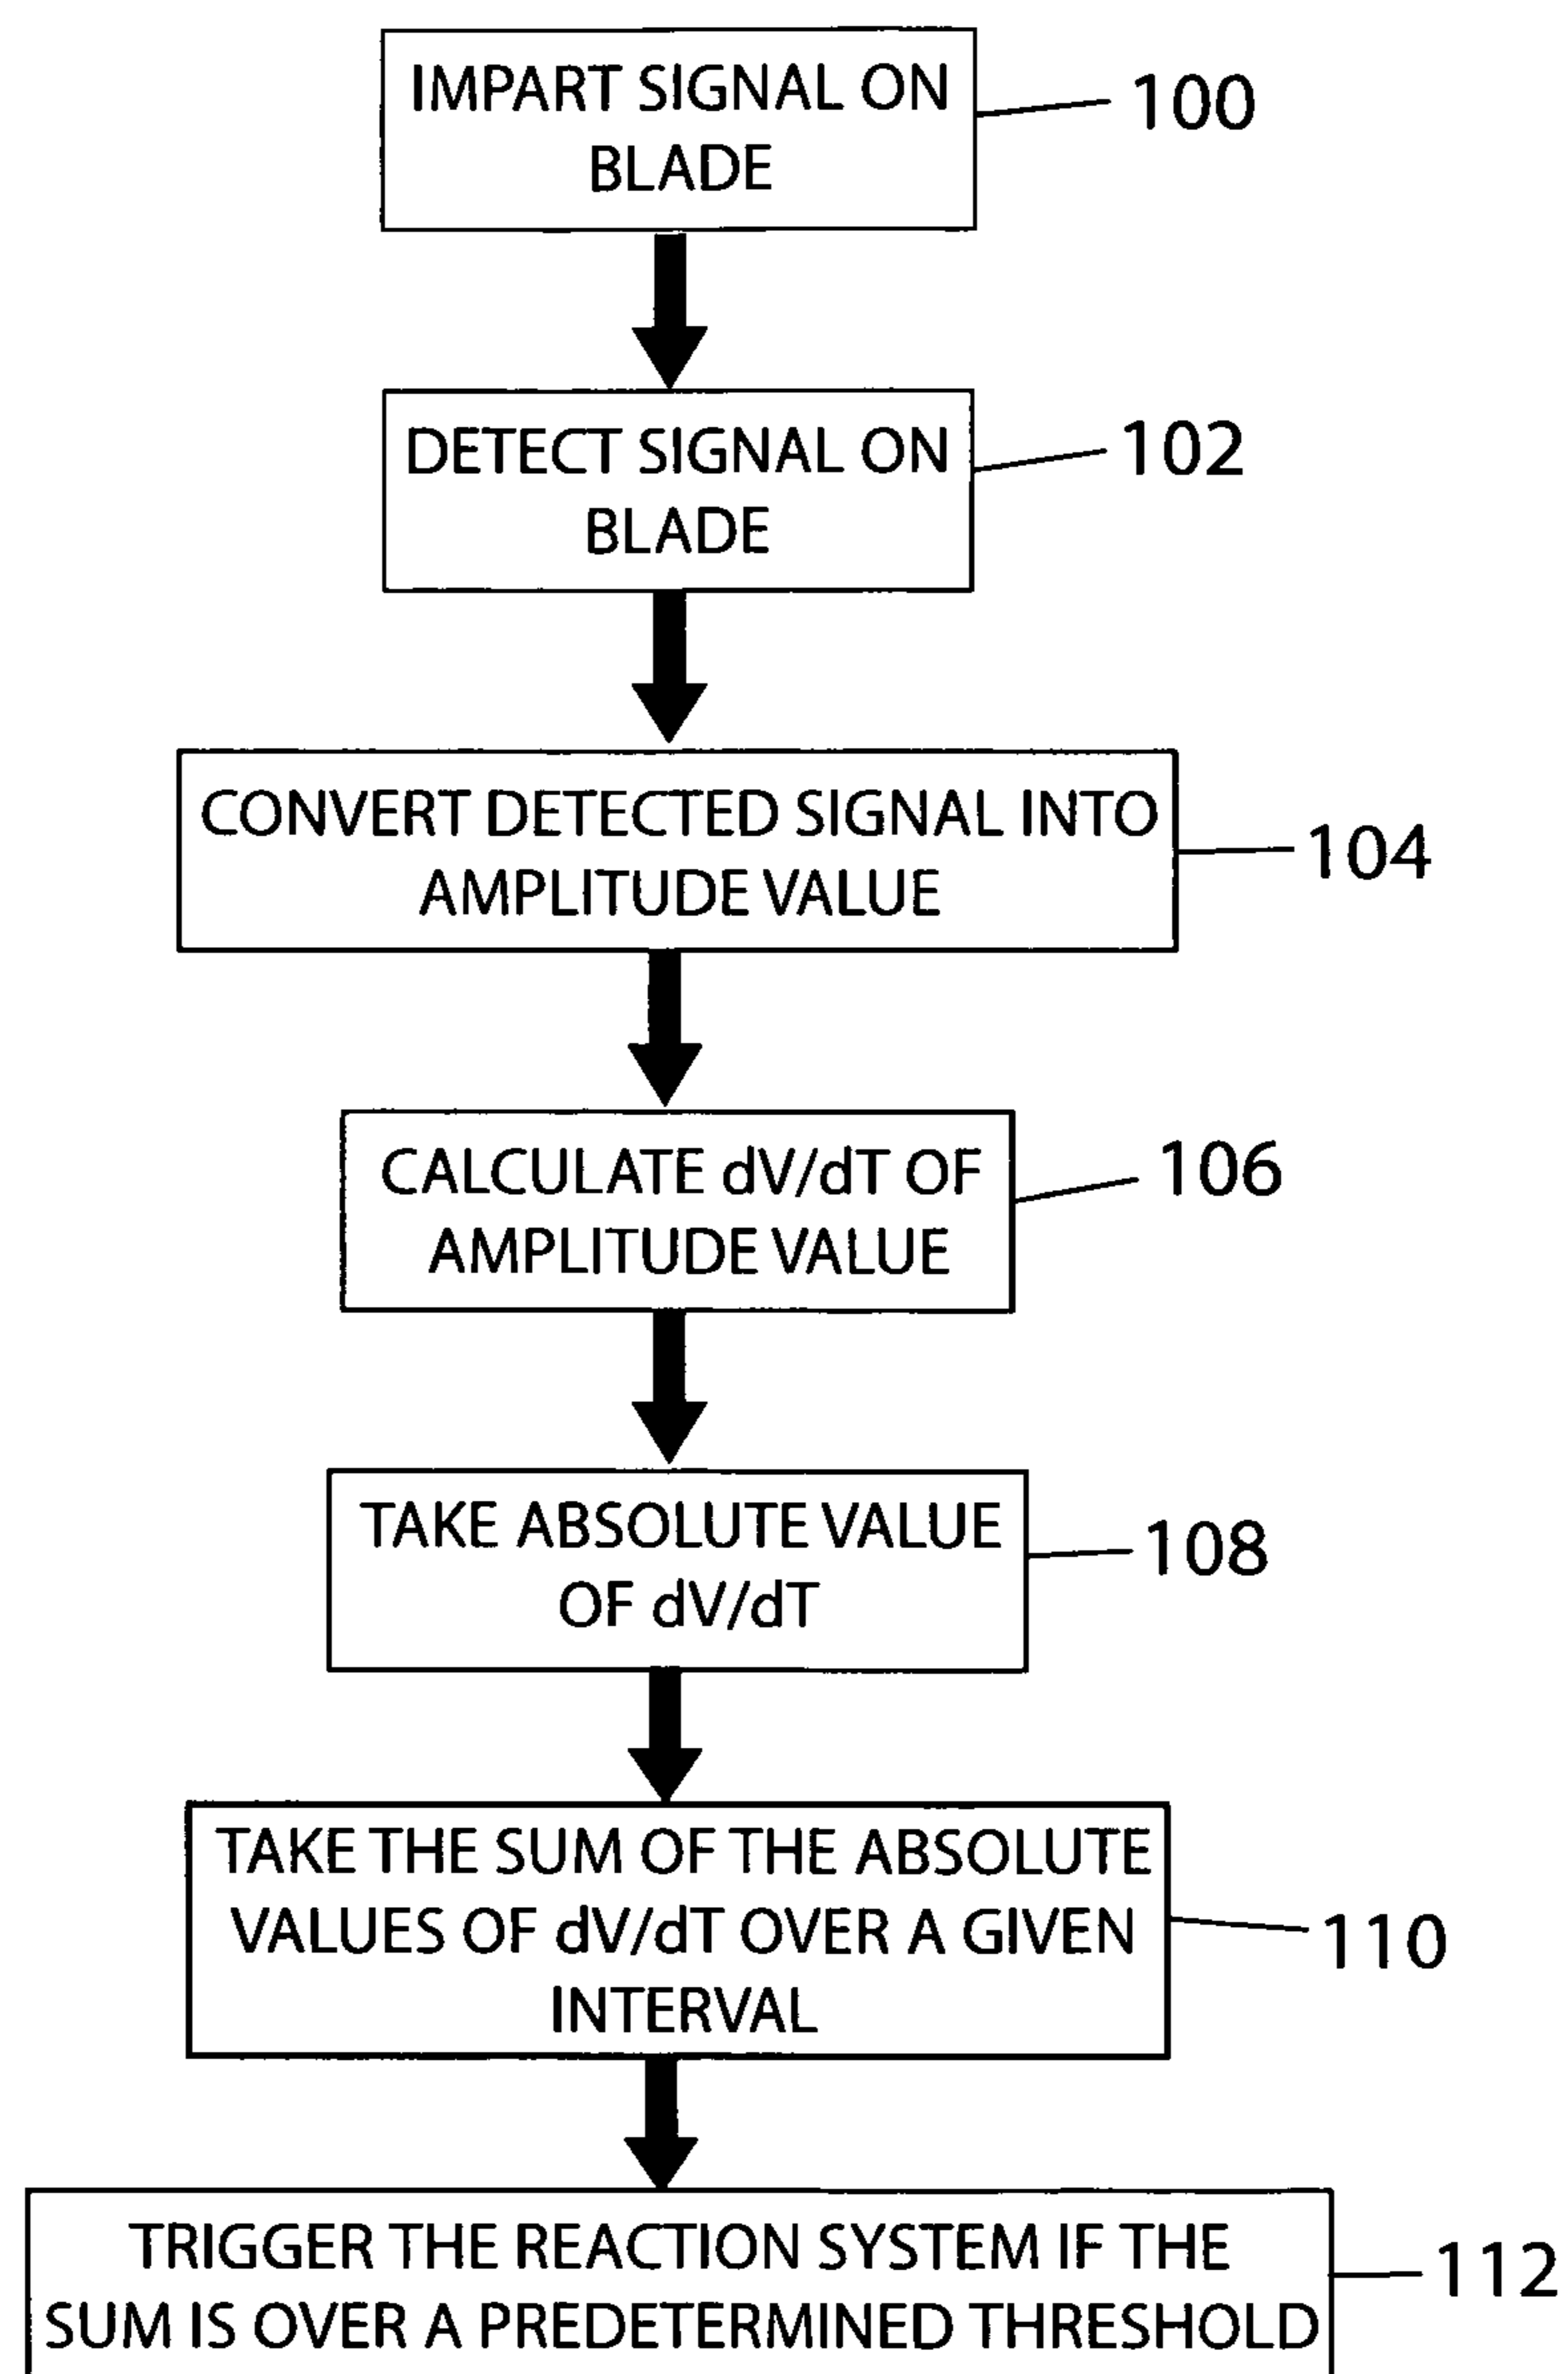 IMPART SIGNAL ON
BLADE
100
DETECT SIGNAL ON
BLADE
102
CONVERT DETECTED SIGNAL INTO
AMPLITUDE VALUE
104
CALCULATE dV/dT OF
AMPLITUDE VALUE
106
TAKE ABSOLUTE VALUE
OF dV/dT
108
TAKE THE SUM OF THE ABSOLUTE
VALUES OF dV/dT OVER A GIVEN
INTERVAL
110
TRIGGER THE REACTION SYSTEM IF THE
SUM IS OVER A PREDETERMINED THRESHOLD
112